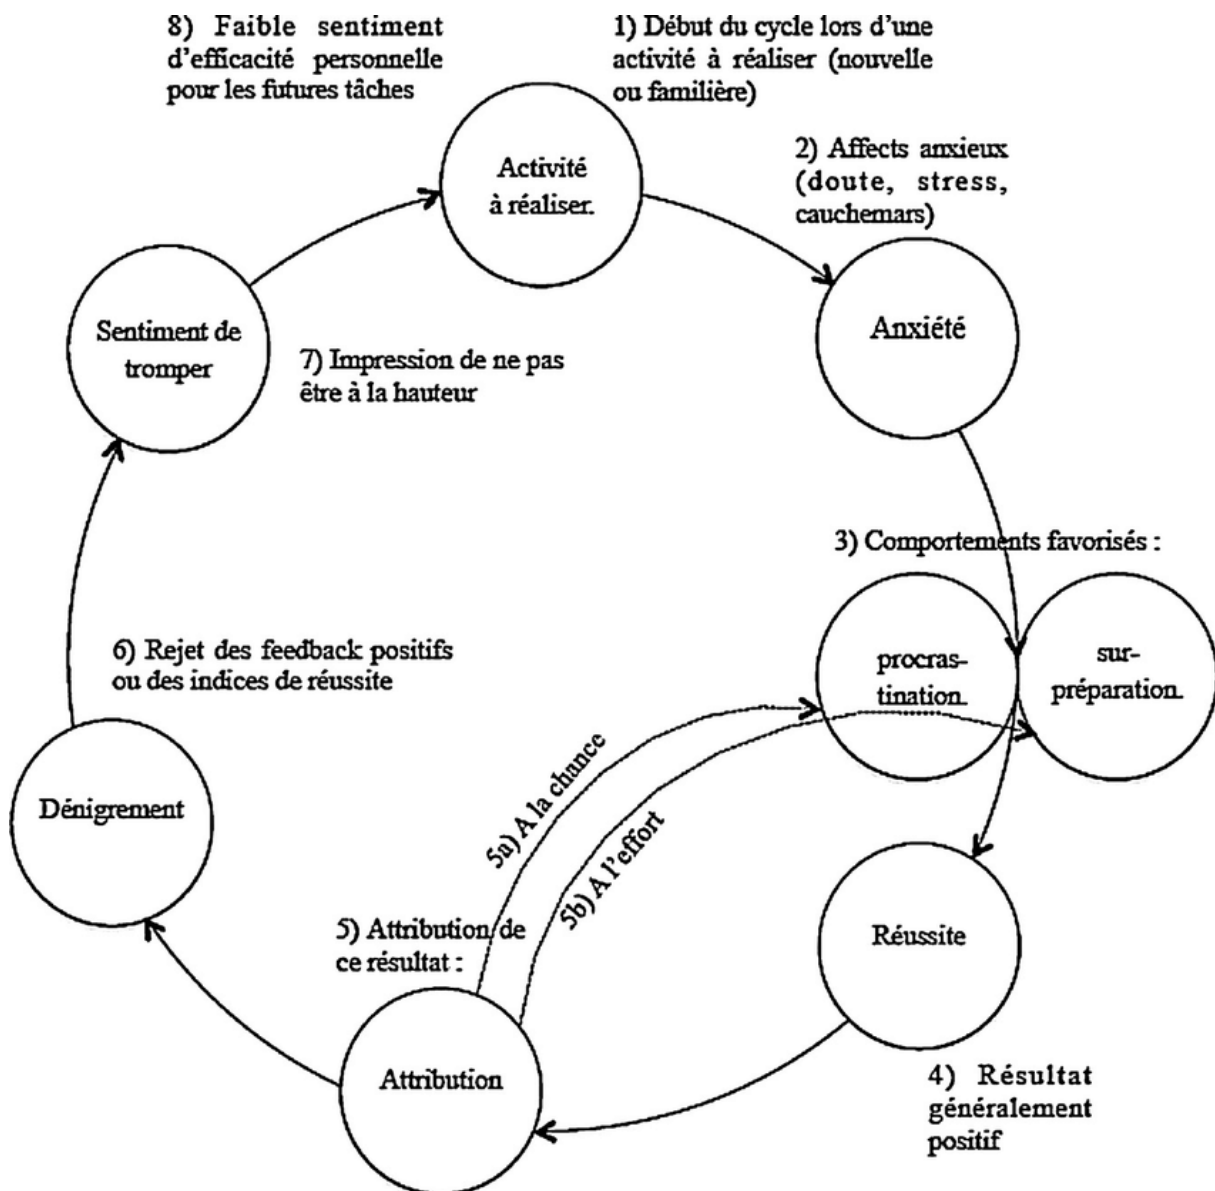 8) Faible sentiment
d'efficacité personnelle
pour les futures tâches
1) Début du cycle lors d'une
activité à réaliser (nouvelle
ou familière)
Activité
à réaliser.
2) Affects anxieux
(doute, stress,
cauchemars)
Anxiété
Sentiment de
tromper
7) Impression de ne pas
être à la hauteur
3) Comportements favorisés :
procras-
tination.
sur-
préparation.
6) Rejet des feedback positifs
ou des indices de réussite
Dénigrement
5a) A la chance
5b) A l'effort
5) Attribution de
ce résultat :
Réussite
Attribution
4) Résultat
généralement
positif